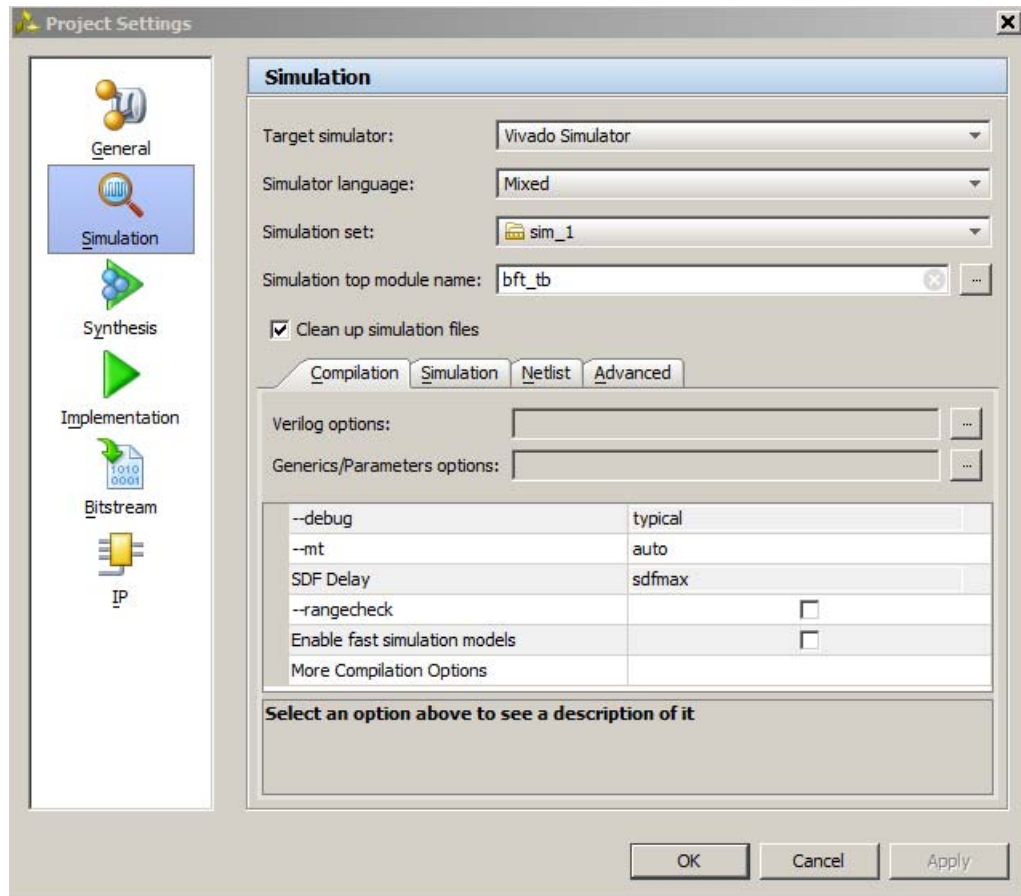 Project Settings
General
Simulation
Synthesis
Implementation
1010
0001
Bitstream
IP
Simulation
Target simulator: Vivado Simulator
Simulator language: Mixed
Simulation set: sim_1
Simulation top module name: bft_tb ...
Clean up simulation files
Compilation Simulation Netlist Advanced
Verilog options: ...
Generics/Parameters options: ...
--debug typical
--mt auto
SDF Delay sdfmax
--rangecheck
Enable fast simulation models
More Compilation Options
Select an option above to see a description of it
OK Cancel Apply